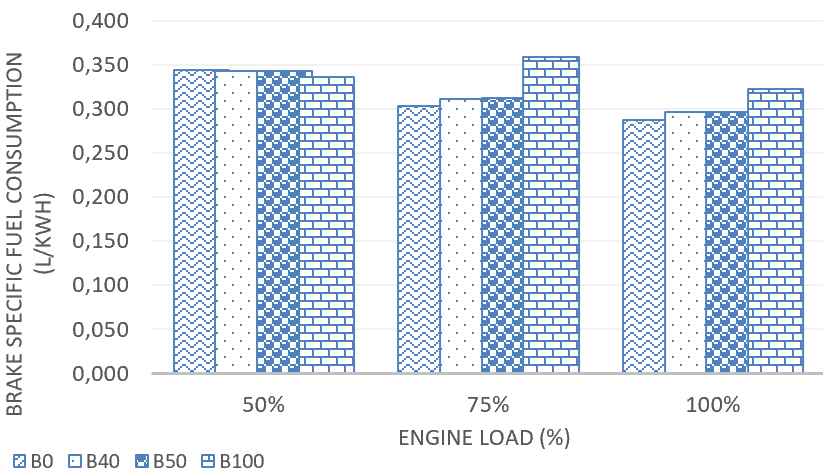 BRAKE SPECIFIC FUEL CONSUMPTION
(L/KWH)
0,400
0,350
0,300
0,250
0,200
0,150
0,100
0,050
0,000
50% 75% 100%
ENGINE LOAD (%)
B0 B40 B50 B100